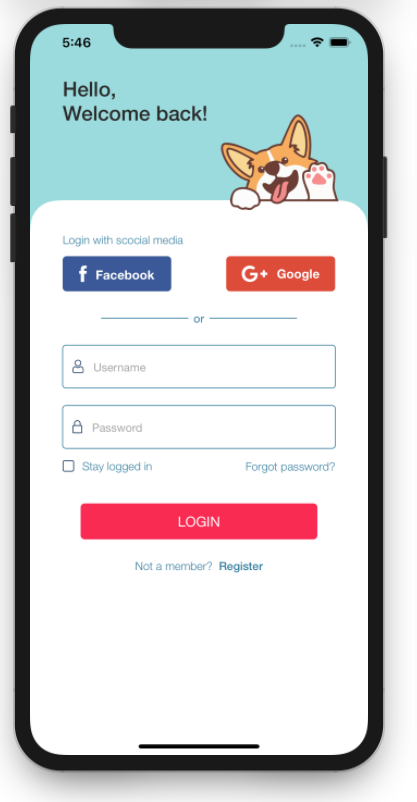 5:46
Hello,
Welcome back!
Login with scocial media
f Facebook
G+ Google
or
Username
Password
Stay logged in Forgot password?
LOGIN
Not a member? Register